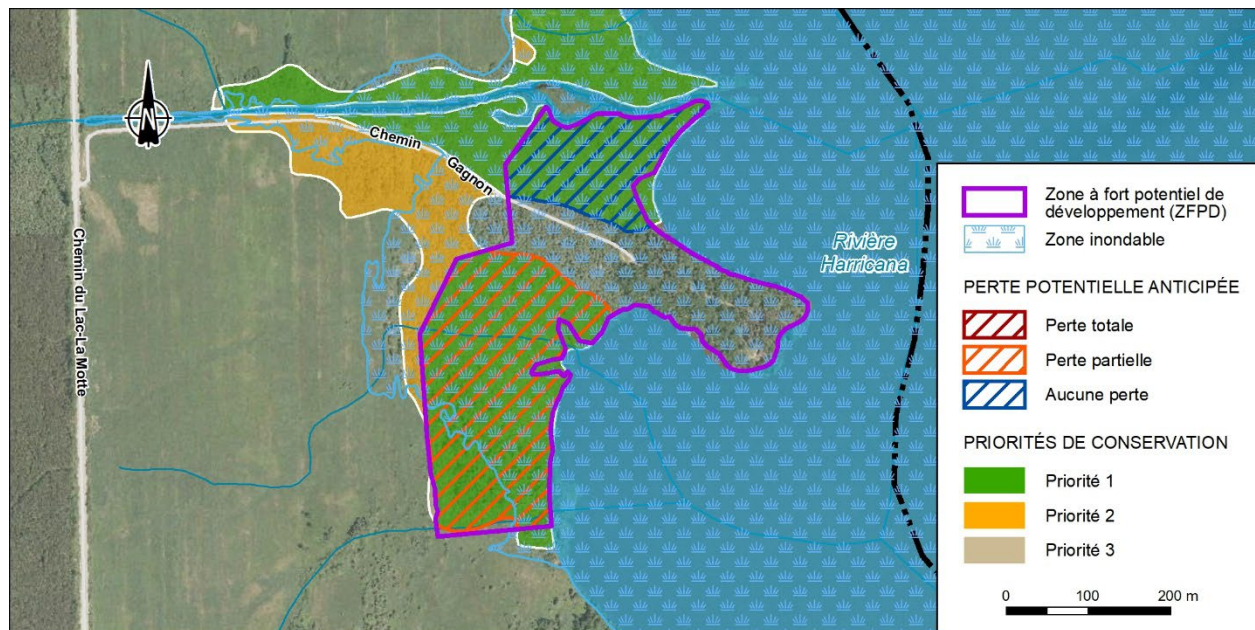 N
Chemin
Gagnon
Chemin du Lac-La Motte
Rivière
Harricana
Zone à fort potentiel de
développement (ZFPD)
Zone inondable
PERTE POTENTIELLE ANTICIPÉE
Perte totale
Perte partielle
Aucune perte
PRIORITÉS DE CONSERVATION
Priorité 1
Priorité 2
Priorité 3
0 100 200 m